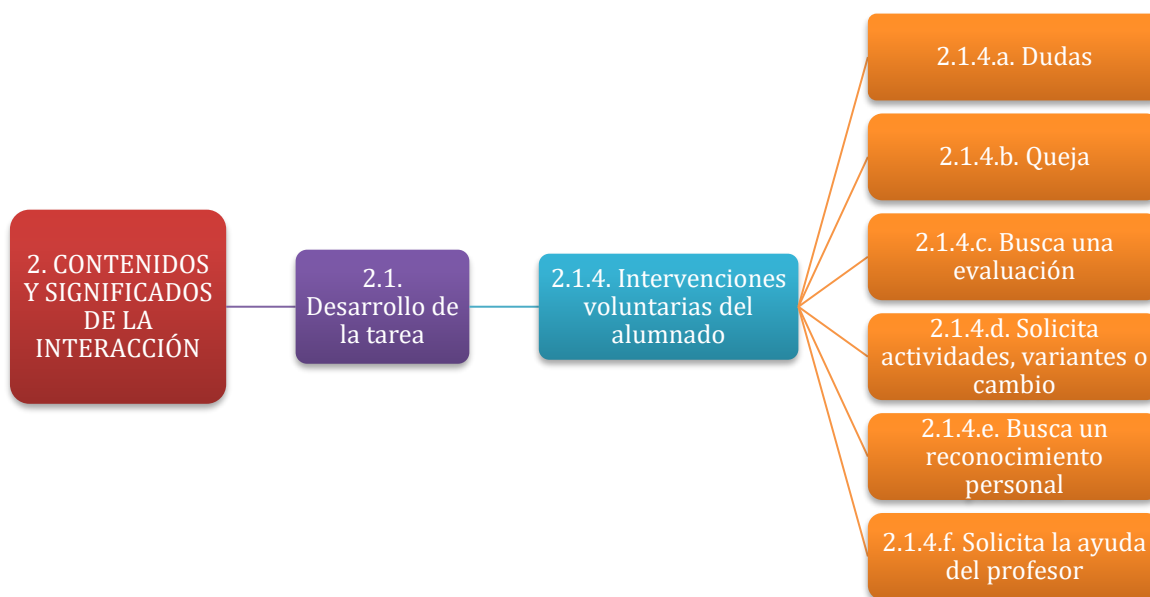 2. CONTENIDOS
Y SIGNIFICADOS
DE LA
INTERACCIÓN
2.1.
Desarrollo de
la tarea
2.1.4. Intervenciones
voluntarias del
alumnado
2.1.4.a. Dudas
2.1.4.b. Queja
2.1.4.c. Busca una
evaluación
2.1.4.d. Solicita
actividades, variantes o
cambio
2.1.4.e. Busca un
reconocimiento
personal
2.1.4.f. Solicita la ayuda
del profesor